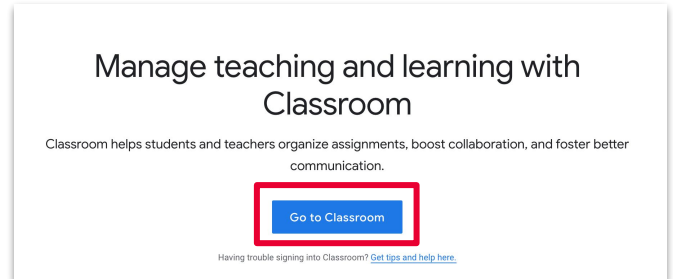 Manage teaching and learning with
Classroom
Classroom helps students and teachers organize assignments, boost collaboration, and foster better
communication.
Go to Classroom
Having trouble signing into Classroom? Get tips and help here.